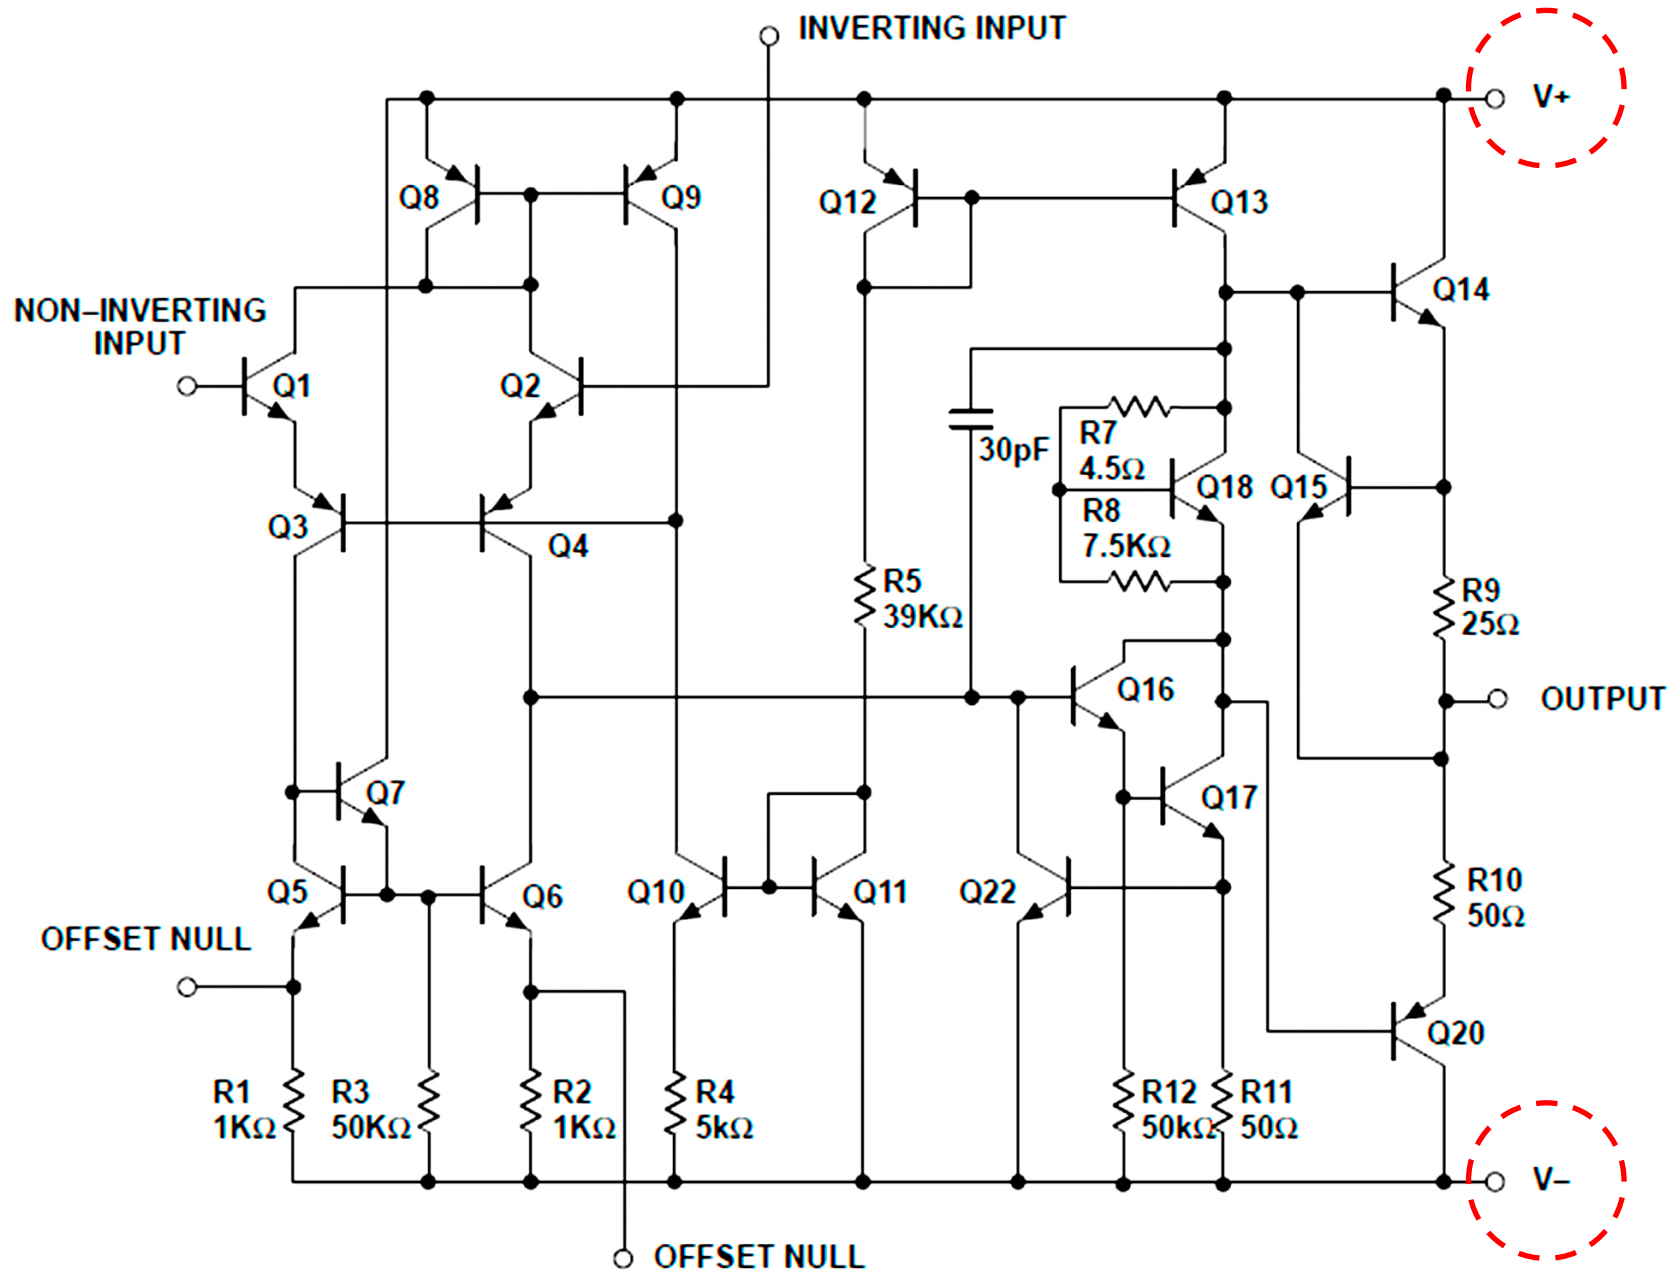 INVERTING INPUT
V+
Q8
Q9
Q12
Q13
NON–INVERTING
INPUT
Q14
Q1
Q2
30pF
R7
4.5Ω
Q18
Q15
R8
7.5KΩ
Q3
Q4
R5
39KΩ
R9
25Ω
Q16
OUTPUT
Q7
Q17
Q5
Q6
Q10
Q11
Q22
R10
50Ω
OFFSET NULL
Q20
R1
1KΩ
R3
50KΩ
R2
1KΩ
R4
5kΩ
R12
50kΩ
R11
50Ω
V–
OFFSET NULL